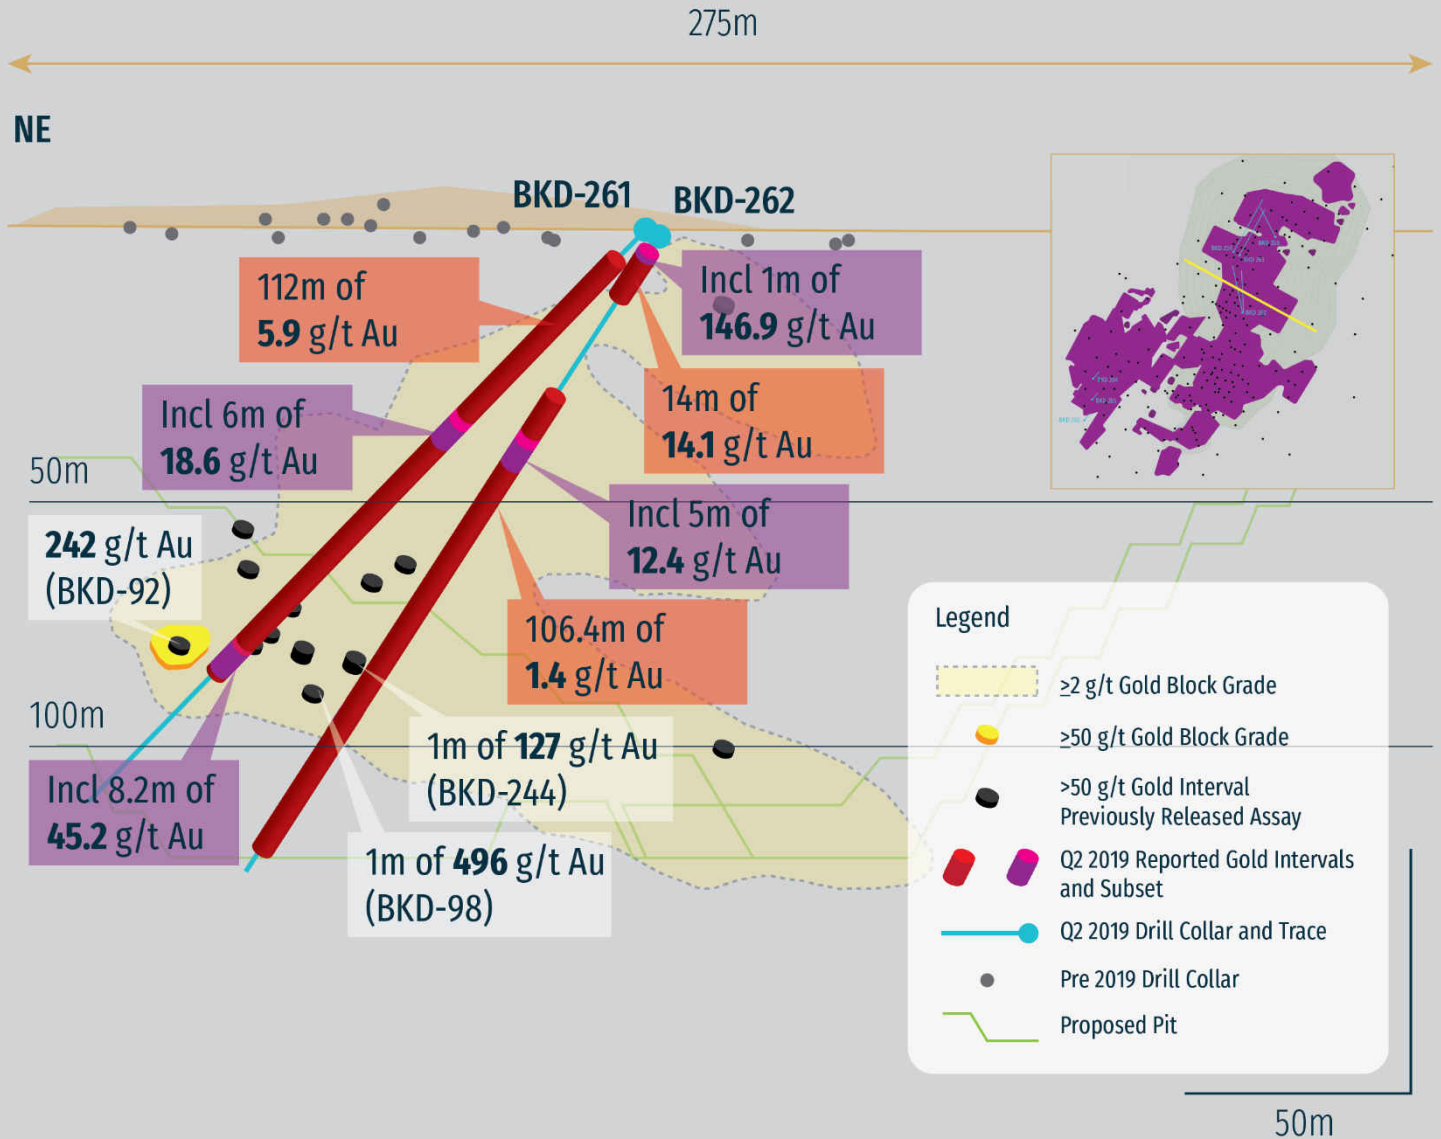 275m
NE
BKD-261
BKD-262
112m of
5.9 g/t Au
Incl 1m of
146.9 g/t Au
14m of
14.1 g/t Au
Incl 6m of
18.6 g/t Au
50m
Incl 5m of
12.4 g/t Au
242 g/t Au
(BKD-92)
106.4m of
1.4 g/t Au
100m
1m of 127 g/t Au
(BKD-244)
Incl 8.2m of
45.2 g/t Au
1m of 496 g/t Au
(BKD-98)
Legend
≥2 g/t Gold Block Grade
≥50 g/t Gold Block Grade
>50 g/t Gold Interval
Previously Released Assay
Q2 2019 Reported Gold Intervals
and Subset
Q2 2019 Drill Collar and Trace
Pre 2019 Drill Collar
Proposed Pit
50m